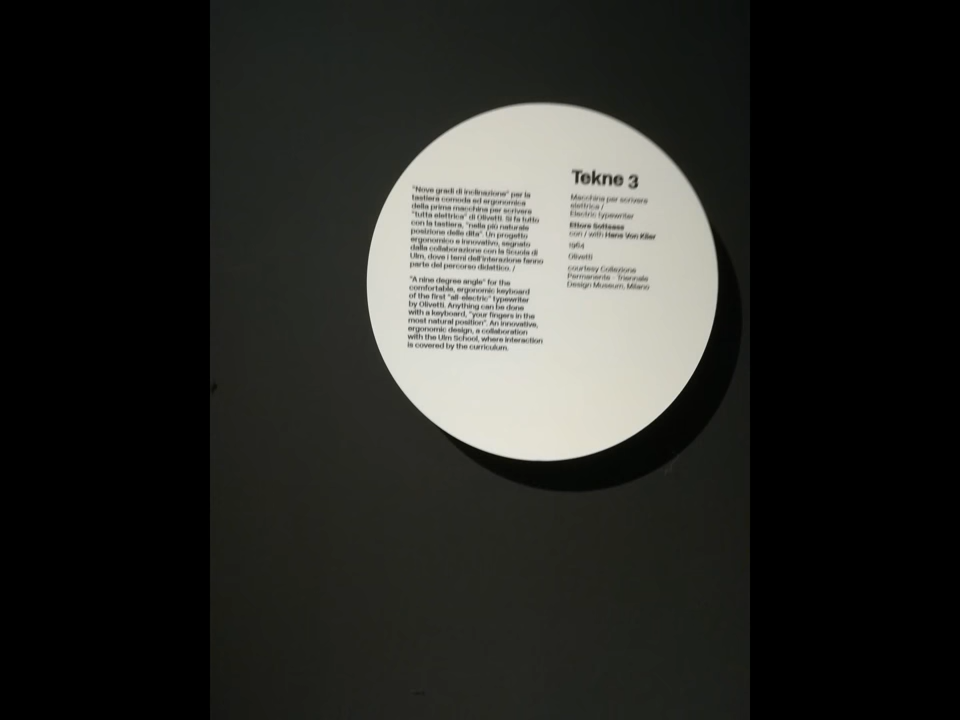 "Nove gradi di inclinazione" per la
tastiera comoda ed ergonomica
della prima macchina per scrivere
"tutta elettrica" di Olivetti. Si fa tutto
con la tastiera, "nella più naturale
posizione delle dita". Un progetto
ergonomico e innovativo, segnato
dalla collaborazione con la Scuola di
Ulm, dove i temi dell'interazione fanno
parte del percorso didattico. /
"A nine degree angle" for the
comfortable, ergonomic keyboard
of the first "all-electric" typewriter
by Olivetti. Anything can be done
with a keyboard, "your fingers in the
most natural position". An innovative,
ergonomic design, a collaboration
with the Ulm School, where interaction
is covered by the curriculum.
Tekne 3
Macchina per scrivere
elettrica /
Electric typewriter
Ettore Sottsass
con / with Hans Von Klier
1964
Olivetti
courtesy Collezione
Permanente - Triennale
Design Museum, Milano